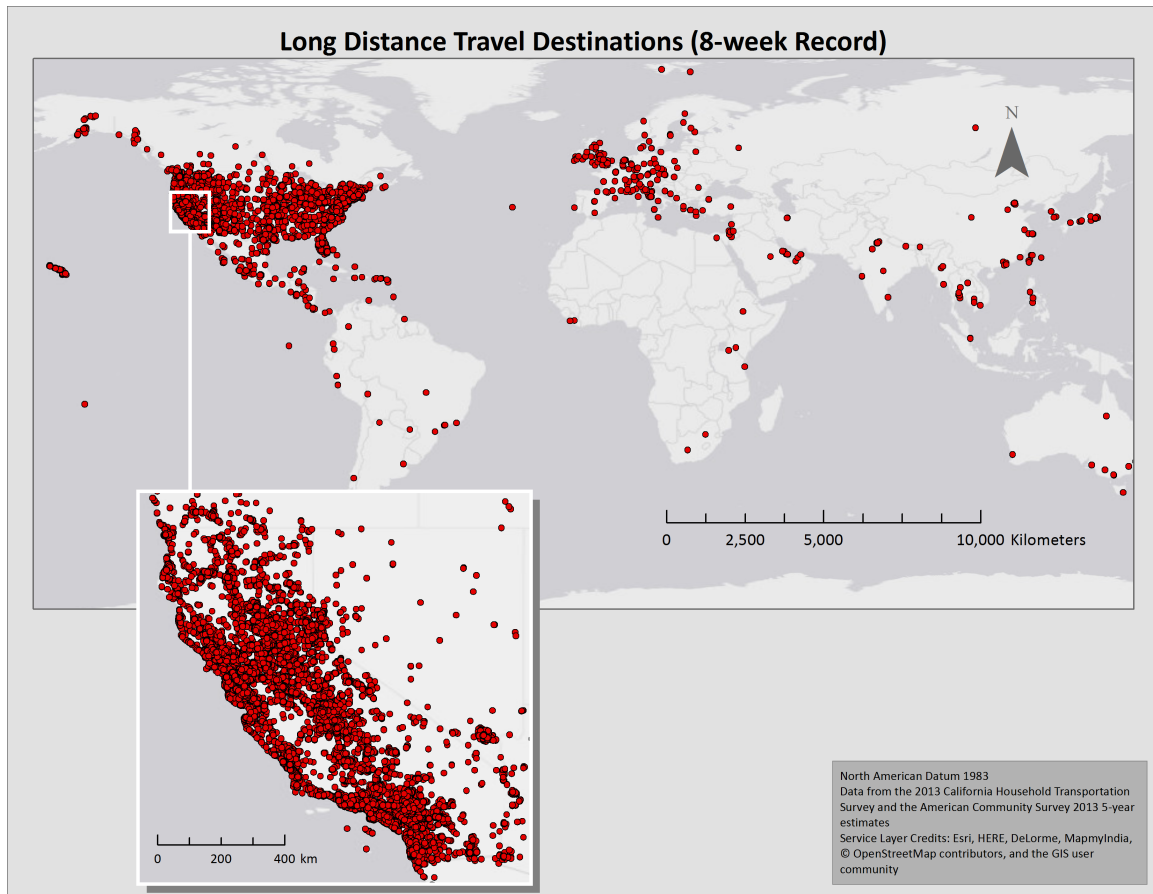 Long Distance Travel Destinations (8-week Record)
N
0 2,500 5,000 10,000 Kilometers
0 200 400 km
North American Datum 1983
Data from the 2013 California Household Transportation
Survey and the American Community Survey 2013 5-year
estimates
Service Layer Credits: Esri, HERE, DeLorme, MapmyIndia,
© OpenStreetMap contributors, and the GIS user
community